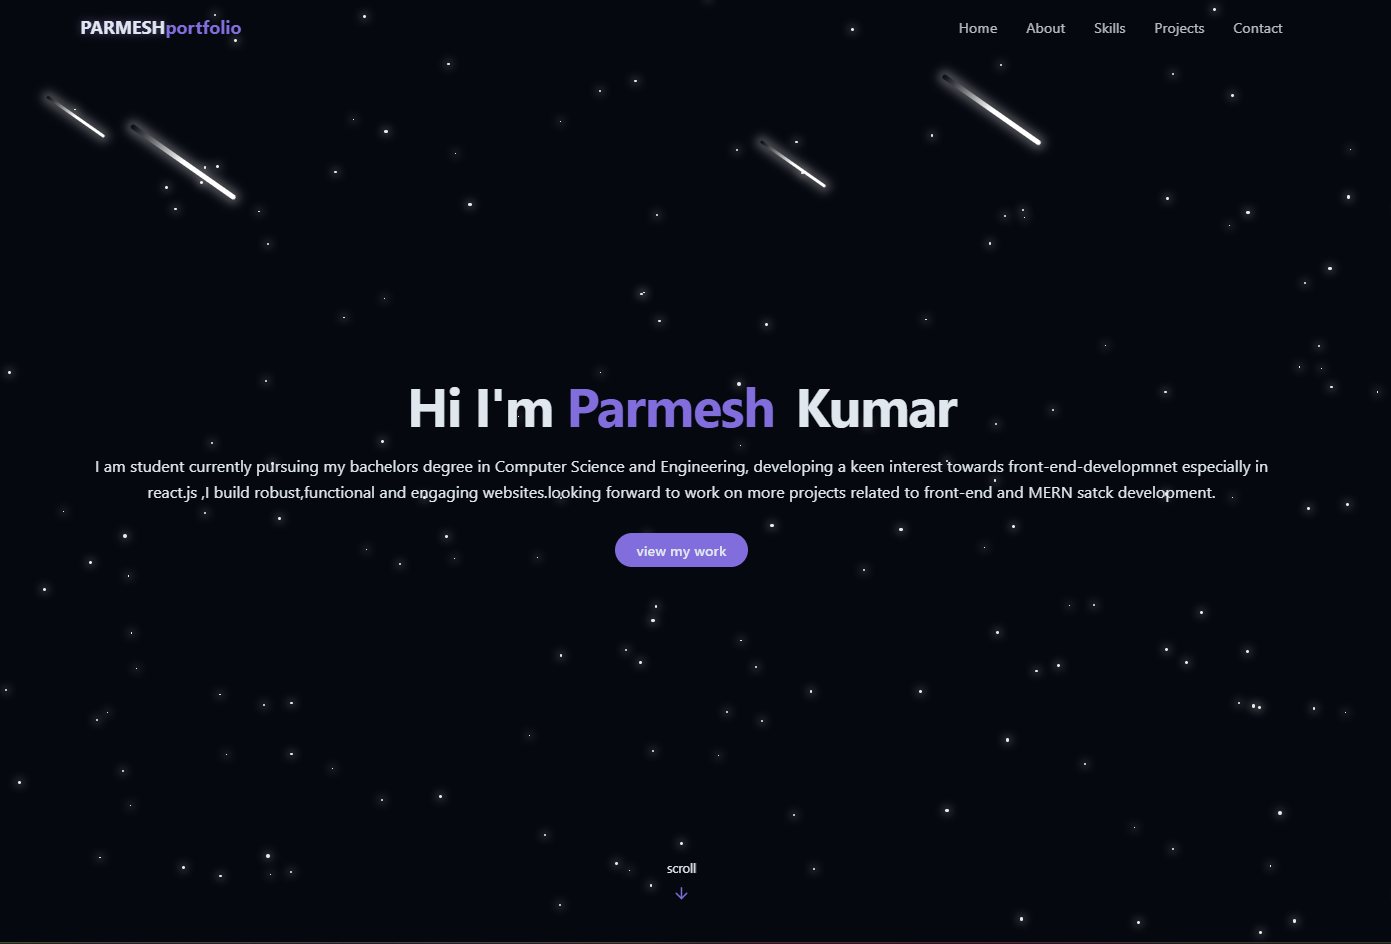 PARMESHportfolio
Home About Skills Projects Contact
Hi I'm Parmesh Kumar
I am student currently pursuing my bachelors degree in Computer Science and Engineering, developing a keen interest towards front-end-developmnet especially in
react.js ,I build robust,functional and engaging websites.looking forward to work on more projects related to front-end and MERN satck development.
view my work
scroll